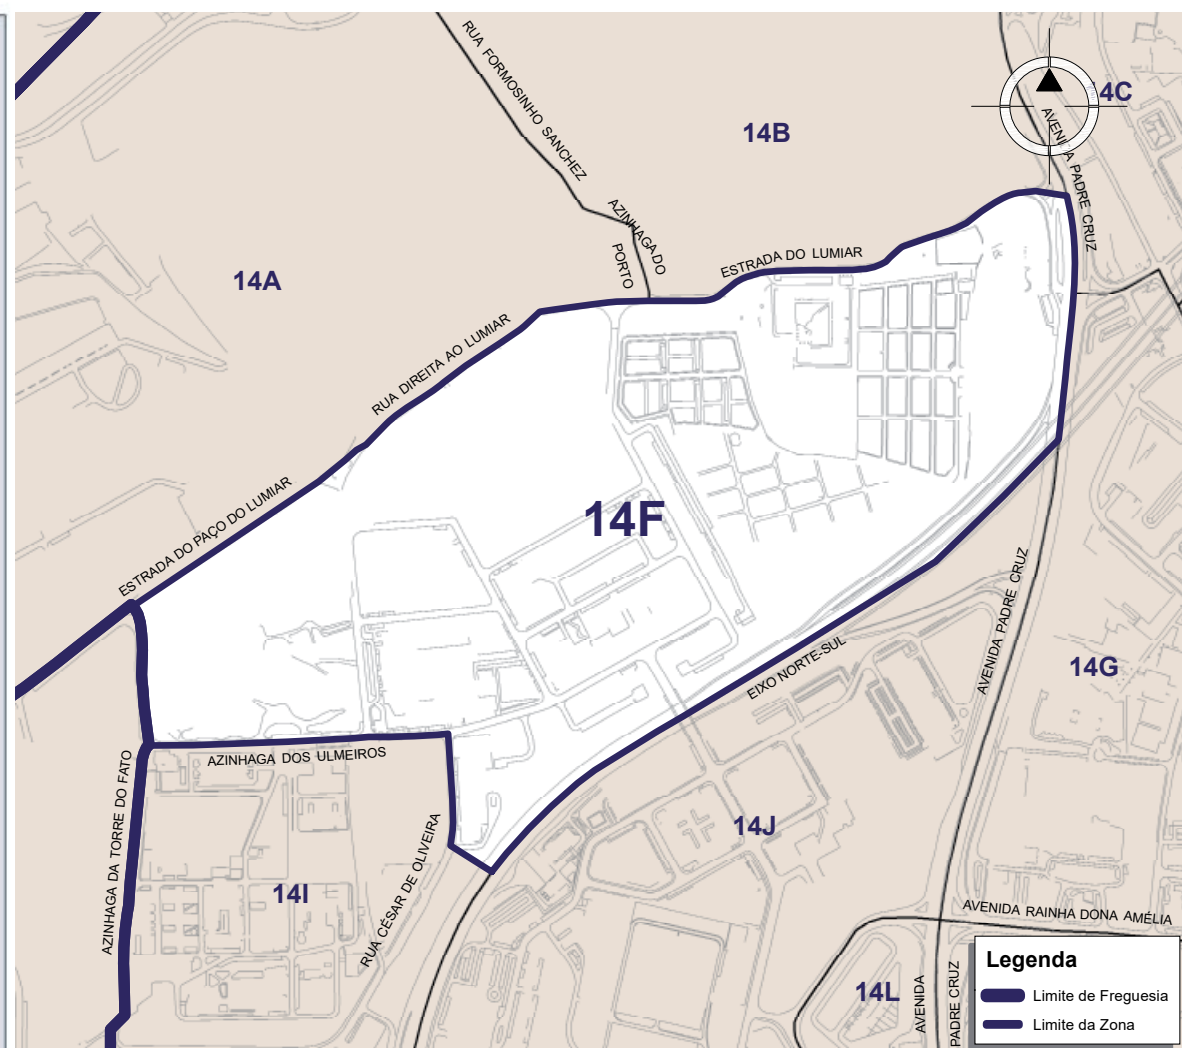 RUA FORMOSINHO SANCHEZ
14B
4C
AVENIDA PADRE CRUZ
AZINHAGA DO
PORTO
ESTRADA DO LUMIAR
14A
RUA DIREITA AO LUMIAR
ESTRADA DO PAÇO DO LUMIAR
14F
AVENIDA PADRE CRUZ
EIXO NORTE-SUL
14G
AZINHAGA DOS ULMEIROS
AZINHAGA DA TORRE DO FATO
RUA CÉSAR DE OLIVEIRA
14J
14I
AVENIDA RAINHA DONA AMÉLIA
14L
AVENIDA
PADRE CRUZ
Legenda
Limite de Freguesia
Limite da Zona